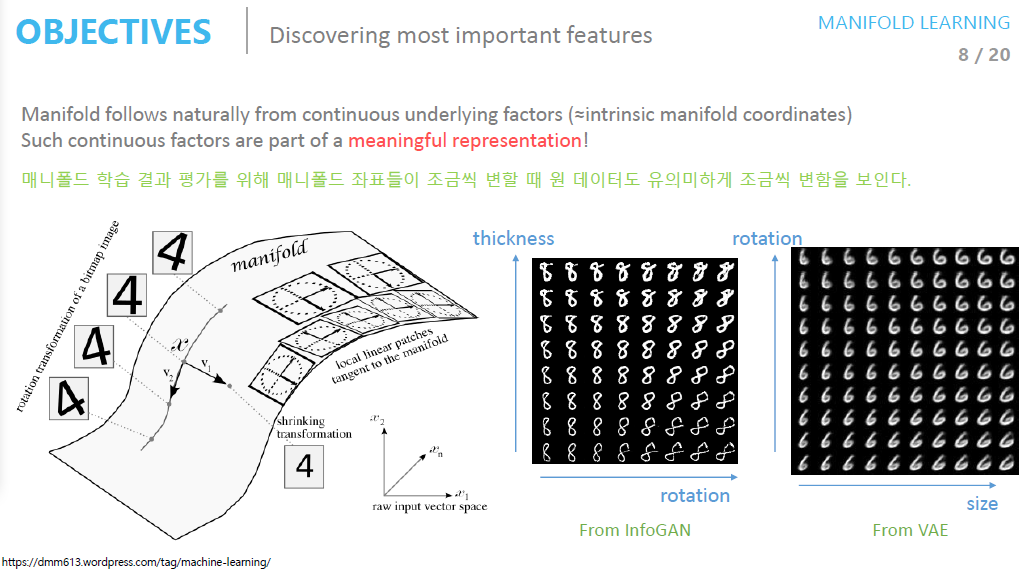 OBJECTIVES
Discovering most important features
MANIFOLD LEARNING
8 / 20
Manifold follows naturally from continuous underlying factors (≈intrinsic manifold coordinates)
Such continuous factors are part of a meaningful representation!
매니폴드 학습 결과 평가를 위해 매니폴드 좌표들이 조금씩 변할 때 원 데이터도 유의미하게 조금씩 변함을 보인다.
rotation transformation of a bitmap image
4
4
4
4
manifold
x
v1
v2
local linear patches
tangent to the manifold
shrinking
transformation
4
x2
xn
x1
raw input vector space
thickness
rotation
From InfoGAN
rotation
size
From VAE
https://dmm613.wordpress.com/tag/machine-learning/